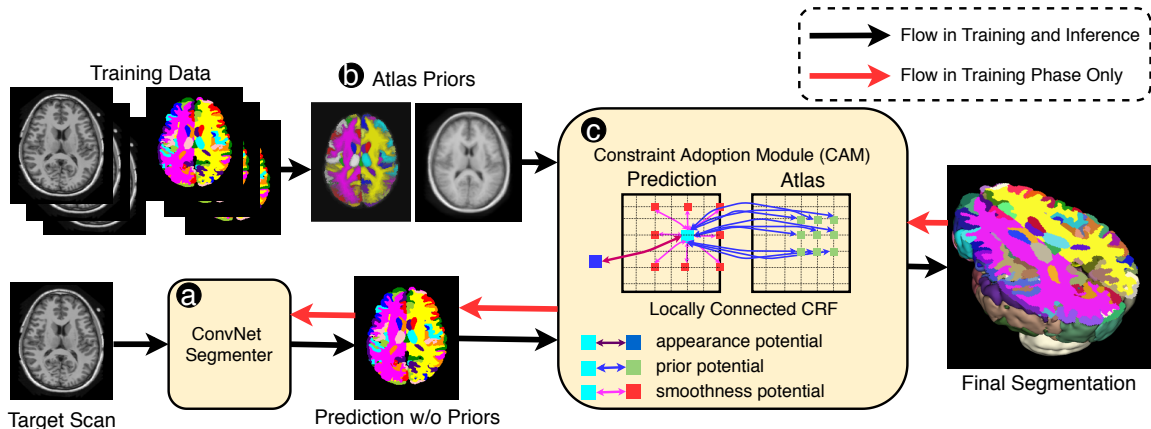 Flow in Training and Inference
Flow in Training Phase Only
Training Data
b Atlas Priors
c
Constraint Adoption Module (CAM)
Prediction Atlas
Locally Connected CRF
appearance potential
prior potential
smoothness potential
a
ConvNet
Segmenter
Target Scan
Prediction w/o Priors
Final Segmentation